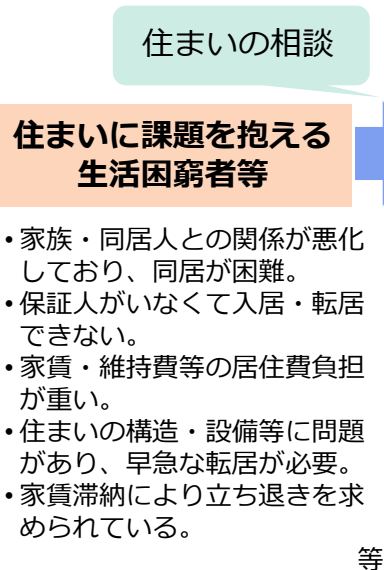 住まいの相談
住まいに課題を抱える
生活困窮者等
・家族・同居人との関係が悪化
しており、同居が困難。
・保証人がいなくて入居・転居
できない。
・家賃・維持費等の居住費負担
が重い。
・住まいの構造・設備等に問題
があり、早急な転居が必要。
・家賃滞納により立ち退きを求
められている。
等